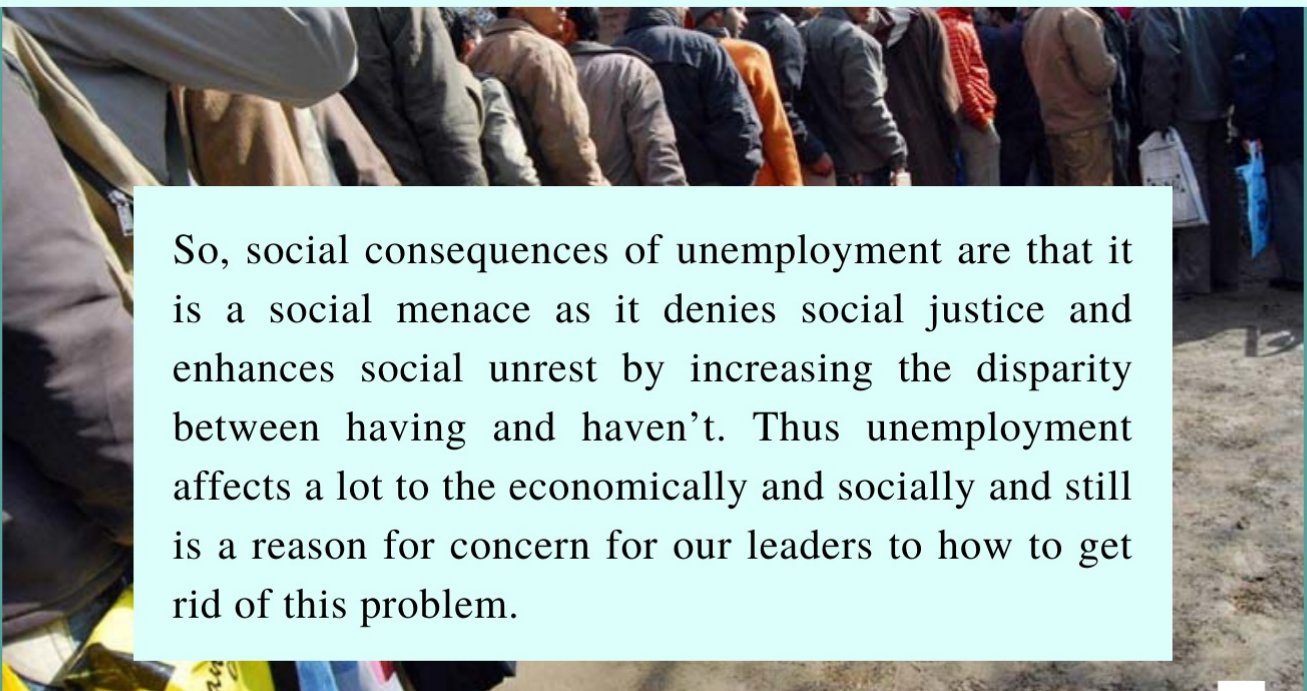 So, social consequences of unemployment are that it
is a social menace as it denies social justice and
enhances social unrest by increasing the disparity
between having and haven’t. Thus unemployment
affects a lot to the economically and socially and still
is a reason for concern for our leaders to how to get
rid of this problem.